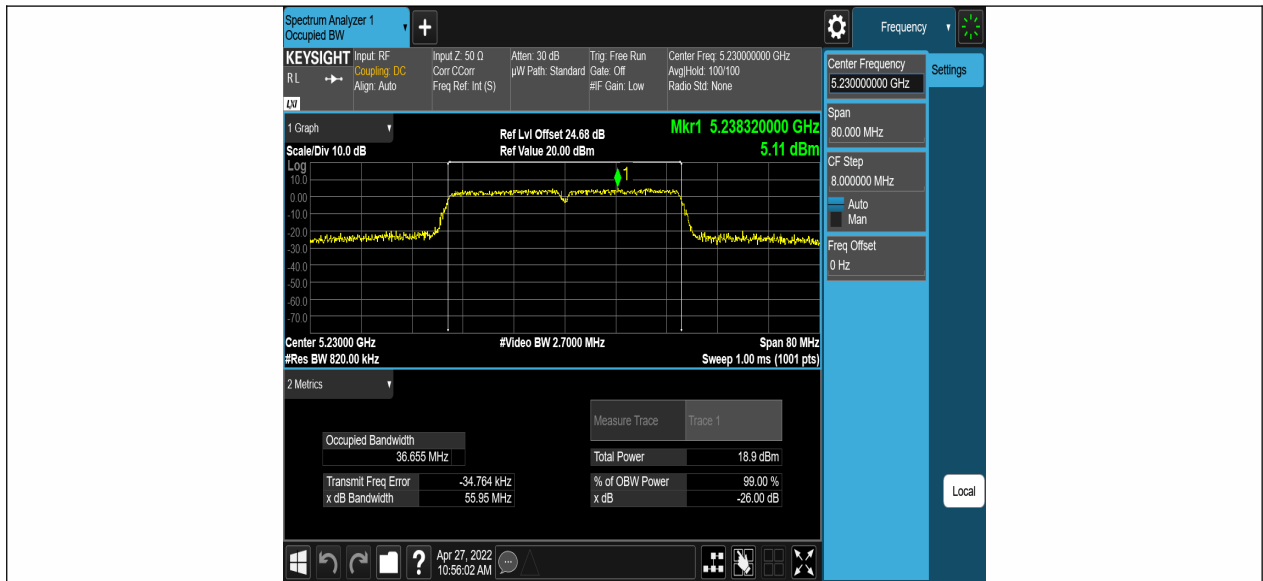 Spectrum Analyzer 1
Occupied BW
+
Frequency
KEYSIGHT
RL
LXI
Input: RF
Coupling: DC
Align: Auto
Input Z: 50 Ω
Corr CCorr
Freq Ref: Int (S)
Atten: 30 dB
µW Path: Standard
Trig: Free Run
Gate: Off
#IF Gain: Low
Center Freq: 5.230000000 GHz
Avg|Hold: 100/100
Radio Std: None
Center Frequency
5.230000000 GHz
Settings
Span
80.000 MHz
CF Step
8.000000 MHz
Auto
Man
Freq Offset
0 Hz
Local
1 Graph
Scale/Div 10.0 dB
Ref Lvl Offset 24.68 dB
Ref Value 20.00 dBm
Mkr1 5.238320000 GHz
5.11 dBm
Log
10.0
0.00
-10.0
-20.0
-30.0
-40.0
-50.0
-60.0
-70.0
1
Center 5.23000 GHz
#Video BW 2.7000 MHz
Span 80 MHz
#Res BW 820.00 kHz
Sweep 1.00 ms (1001 pts)
2 Metrics
Measure Trace Trace 1
Occupied Bandwidth
36.655 MHz
Total Power 18.9 dBm
Transmit Freq Error -34.764 kHz
% of OBW Power 99.00 %
x dB Bandwidth 55.95 MHz
x dB -26.00 dB
?
Apr 27, 2022
10:56:02 AM